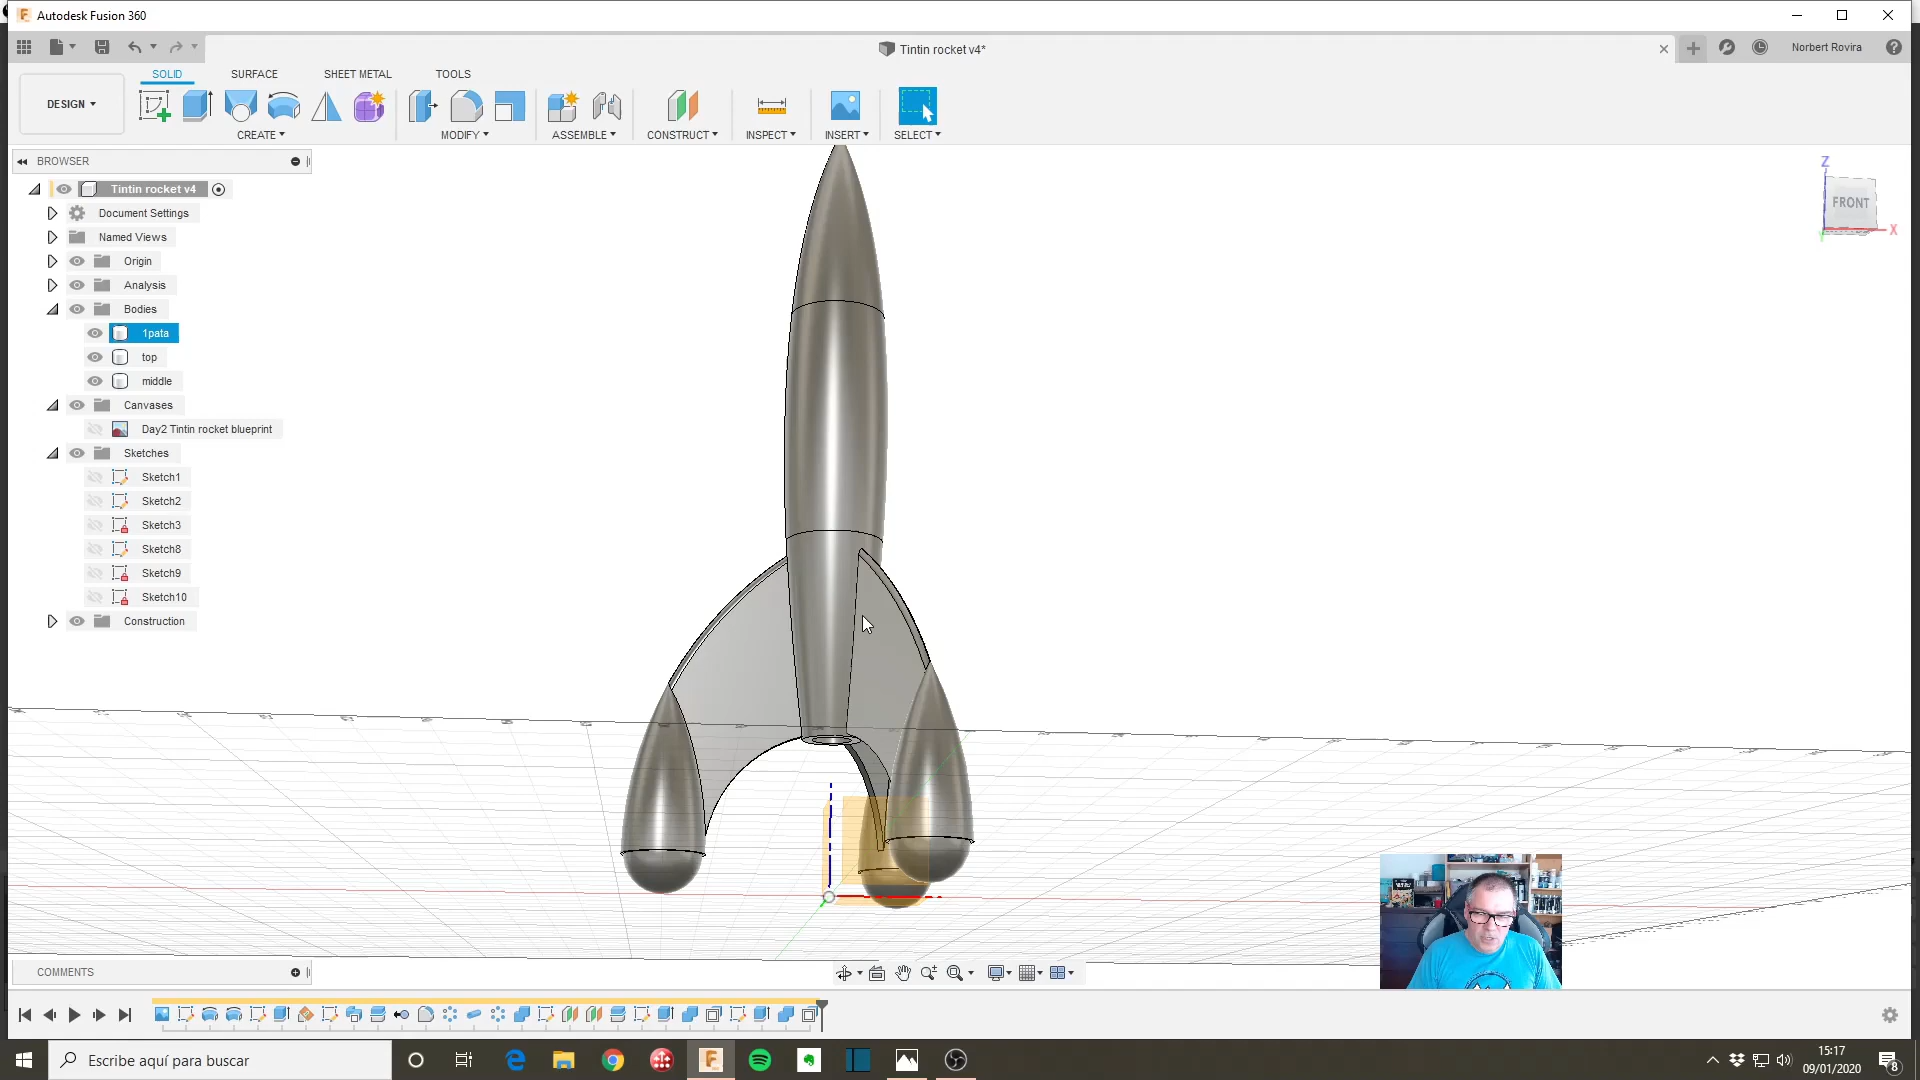 Autodesk Fusion 360
Tintin rocket v4*
Norbert Rovira
SOLID
SURFACE
SHEET METAL
TOOLS
DESIGN
CREATE
MODIFY
ASSEMBLE
CONSTRUCT
INSPECT
INSERT
SELECT
BROWSER
Tintin rocket v4
Document Settings
Named Views
Origin
Analysis
Bodies
1pata
top
middle
Canvases
Day2 Tintin rocket blueprint
Sketches
Sketch1
Sketch2
Sketch3
Sketch8
Sketch9
Sketch10
Construction
Z
FRONT
X
COMMENTS
Escribe aquí para buscar
15:17
09/01/2020
8